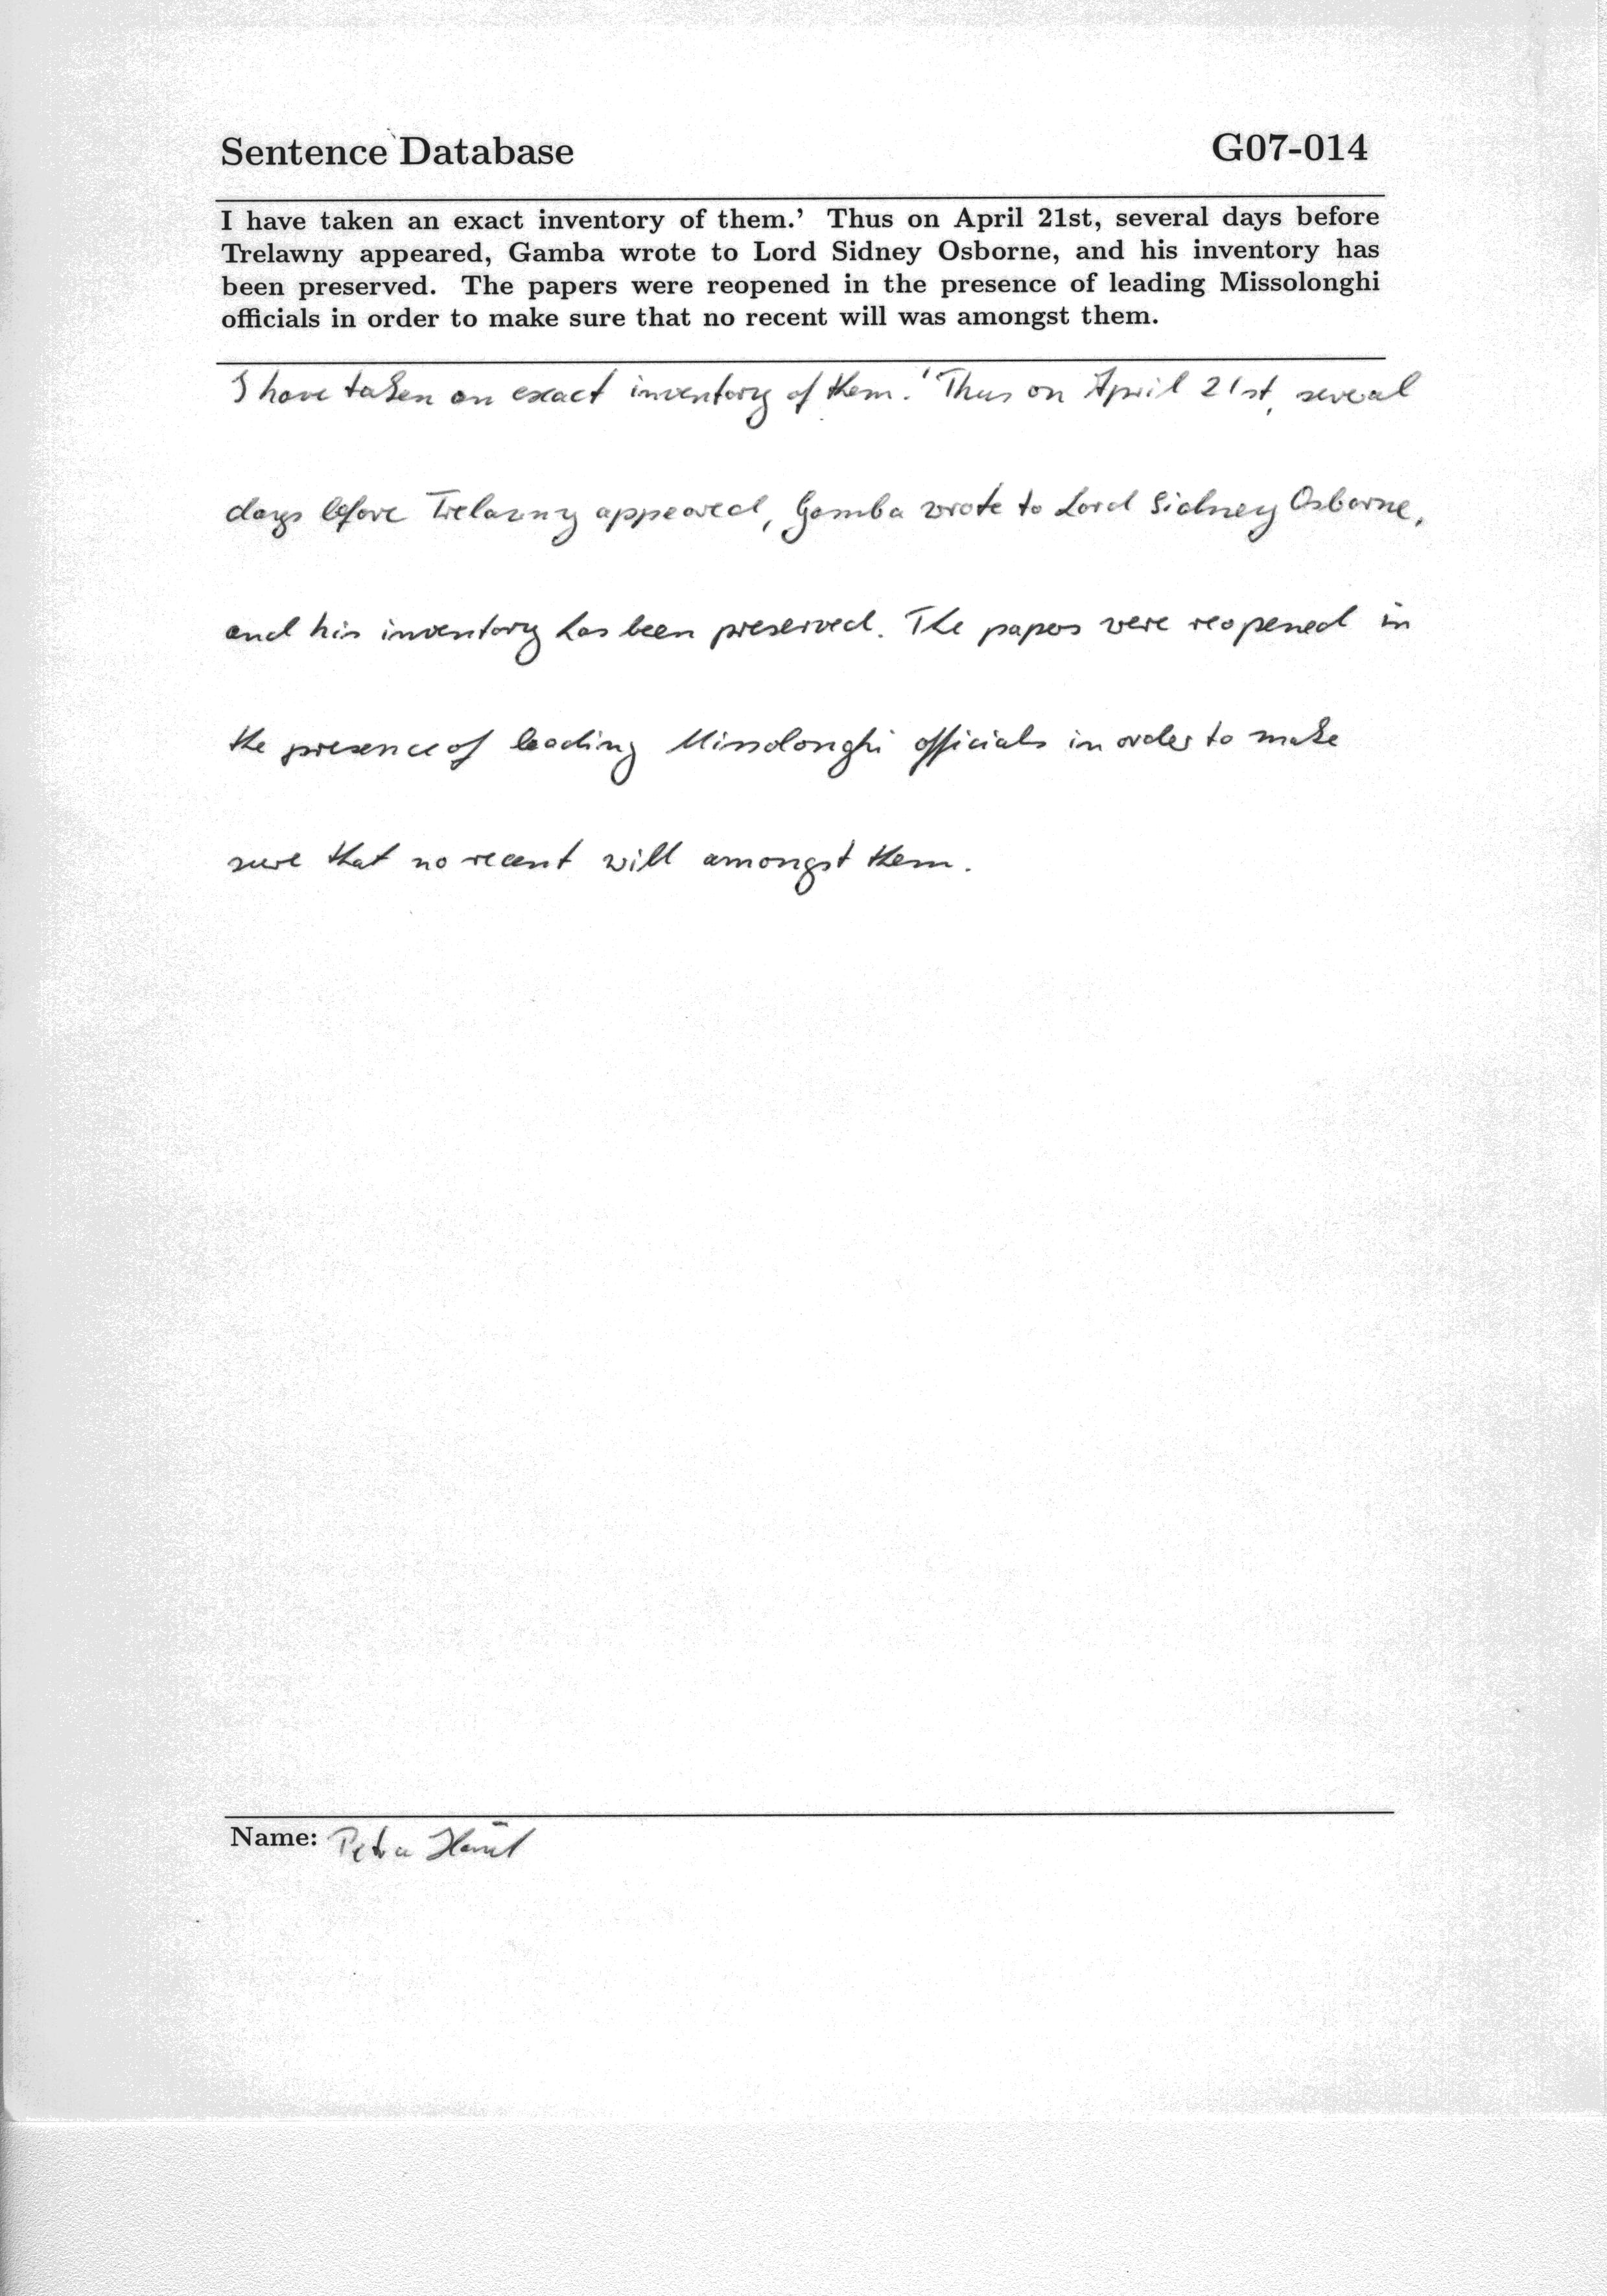 Sentence Database
G07-014
I have taken an exact inventory of them.’ Thus on April 21st, several days before
Trelawny appeared, Gamba wrote to Lord Sidney Osborne, and his inventory has
been preserved. The papers were reopened in the presence of leading Missolonghi
officials in order to make sure that no recent will was amongst them.
I have taken an exact inventory of them.' Thus on April 21st, several
days before Trelawny appeared, Gamba wrote to Lord Sidney Osborne,
and his inventory has been preserved. The papers were reopened in
the presence of leading Missolonghi officials in order to make
sure that no recent will amongst them.
Name: Petra